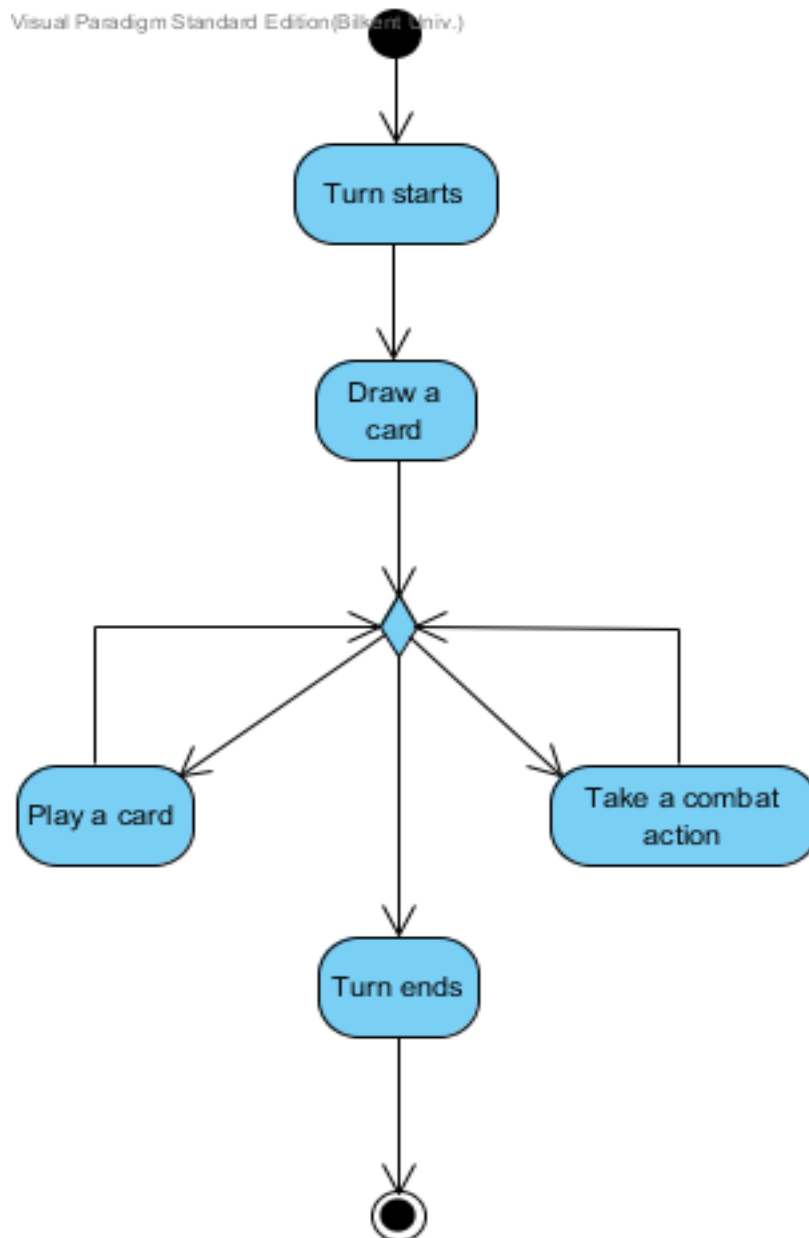 Visual Paradigm Standard Edition(Bilkent Univ.)
Turn starts
Draw a
card
Play a card
Take a combat
action
Turn ends